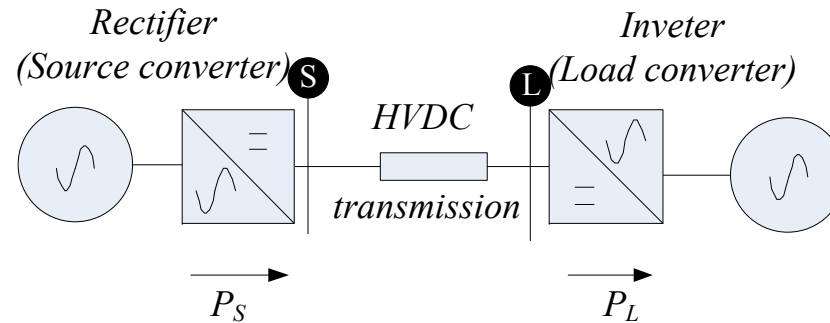 Rectifier
(Source converter)
S
HVDC
transmission
L
Inveter
(Load converter)
P_S
P_L